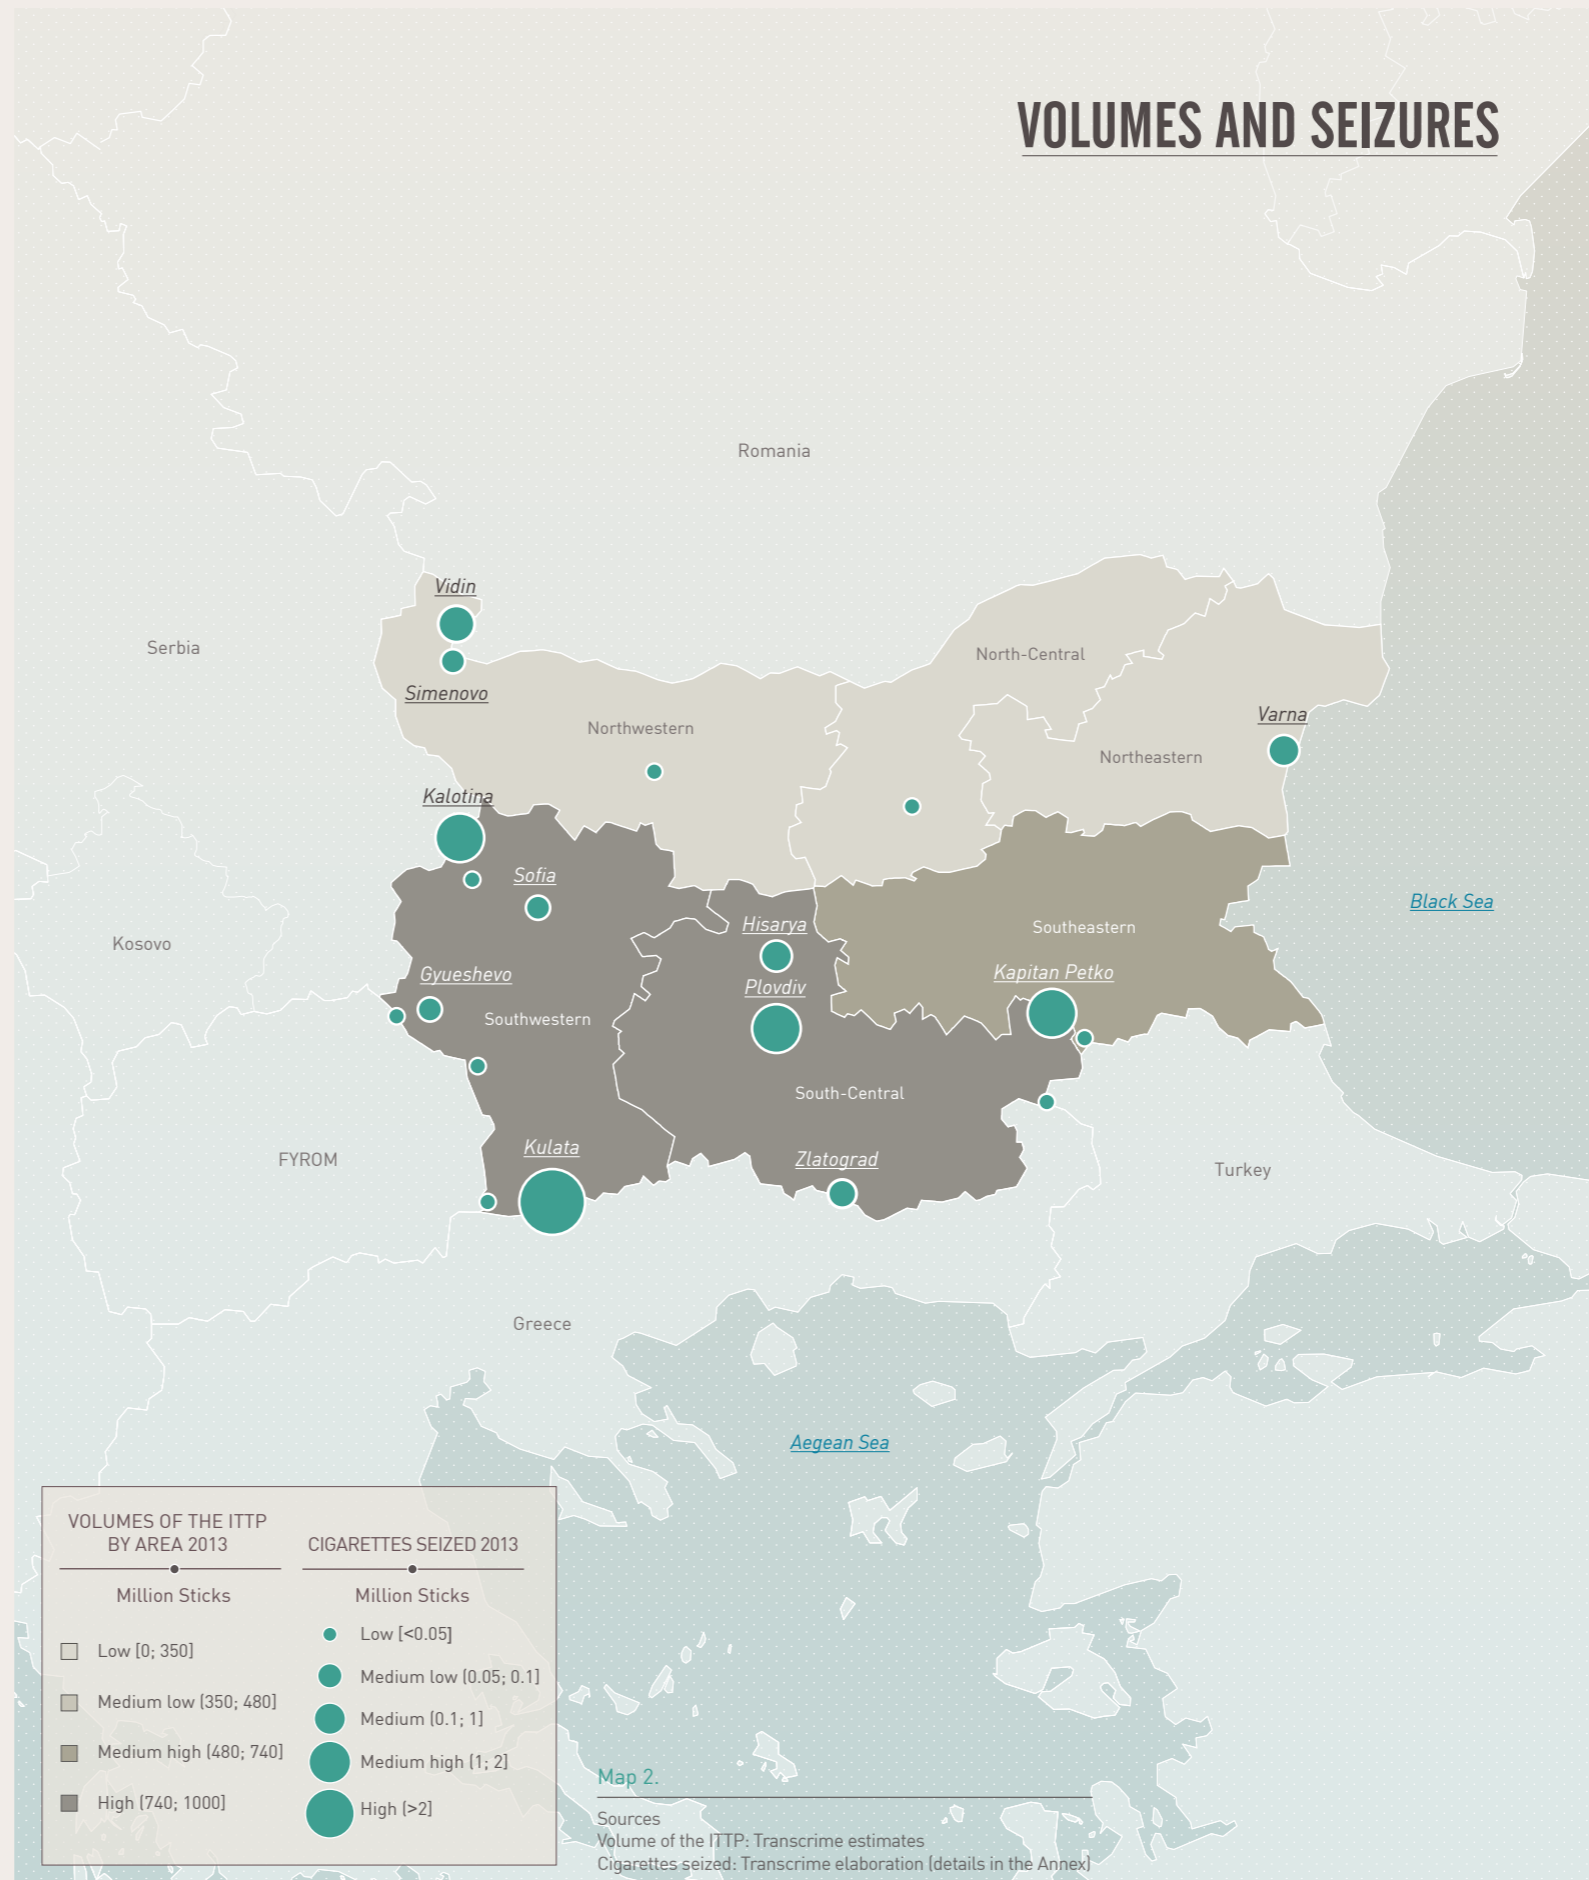 VOLUMES AND SEIZURES
Romania
Vidin
Serbia
North-Central
Simenovo
Northwestern
Varna
Northeastern
Kalotina
Sofia
Black Sea
Hisarya
Southeastern
Kosovo
Gyueshevo
Kapitan Petko
Plovdiv
Southwestern
South-Central
Kulata
Zlatograd
FYROM
Turkey
Greece
Aegean Sea
VOLUMES OF THE ITTP
BY AREA 2013
Million Sticks
Low [0; 350]
Medium low (350; 480]
Medium high (480; 740]
High (740; 1000]
CIGARETTES SEIZED 2013
Million Sticks
Low [<0.05]
Medium low (0.05; 0.1]
Medium (0.1; 1]
Medium high (1; 2]
High (>2]
Map 2.
Sources
Volume of the ITTP: Transcrime estimates
Cigarettes seized: Transcrime elaboration (details in the Annex)